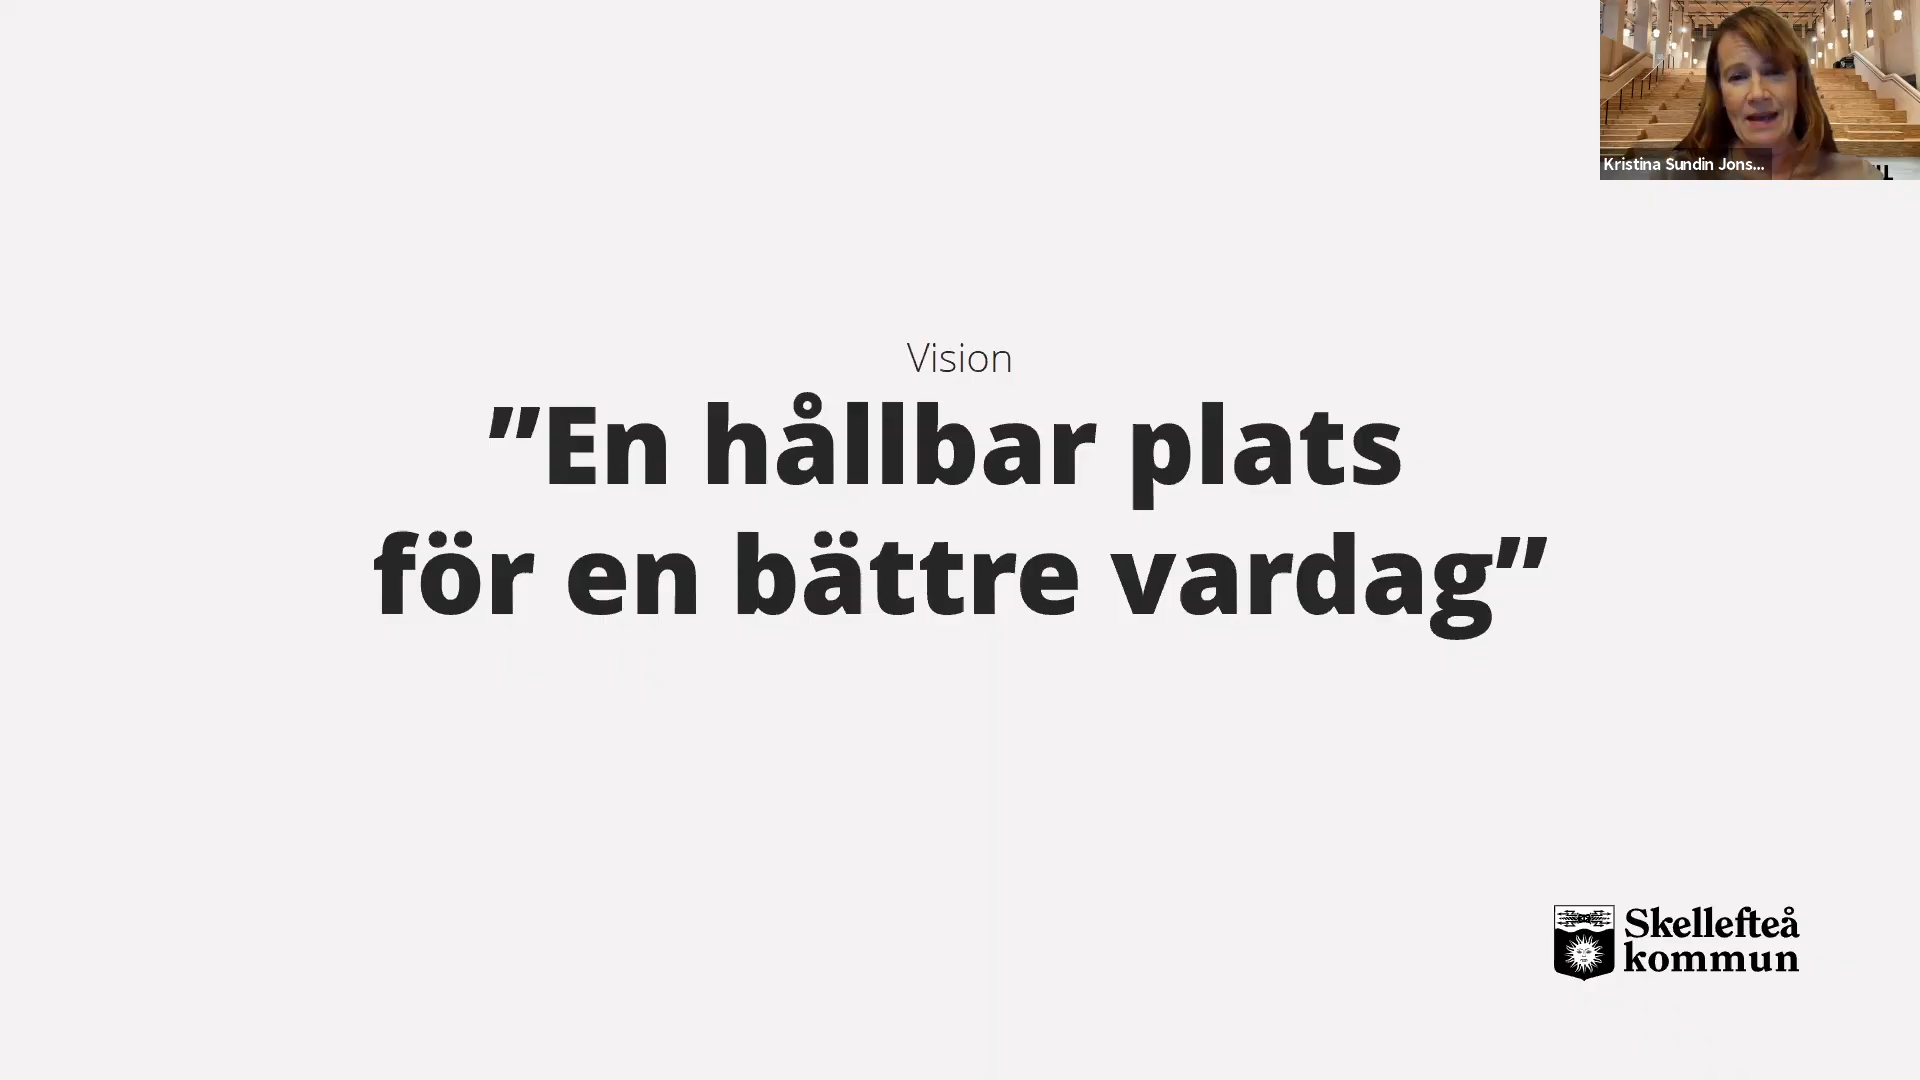 Kristina Sundin Jons...
Vision
”En hållbar plats
för en bättre vardag”
Skellefteå
kommun